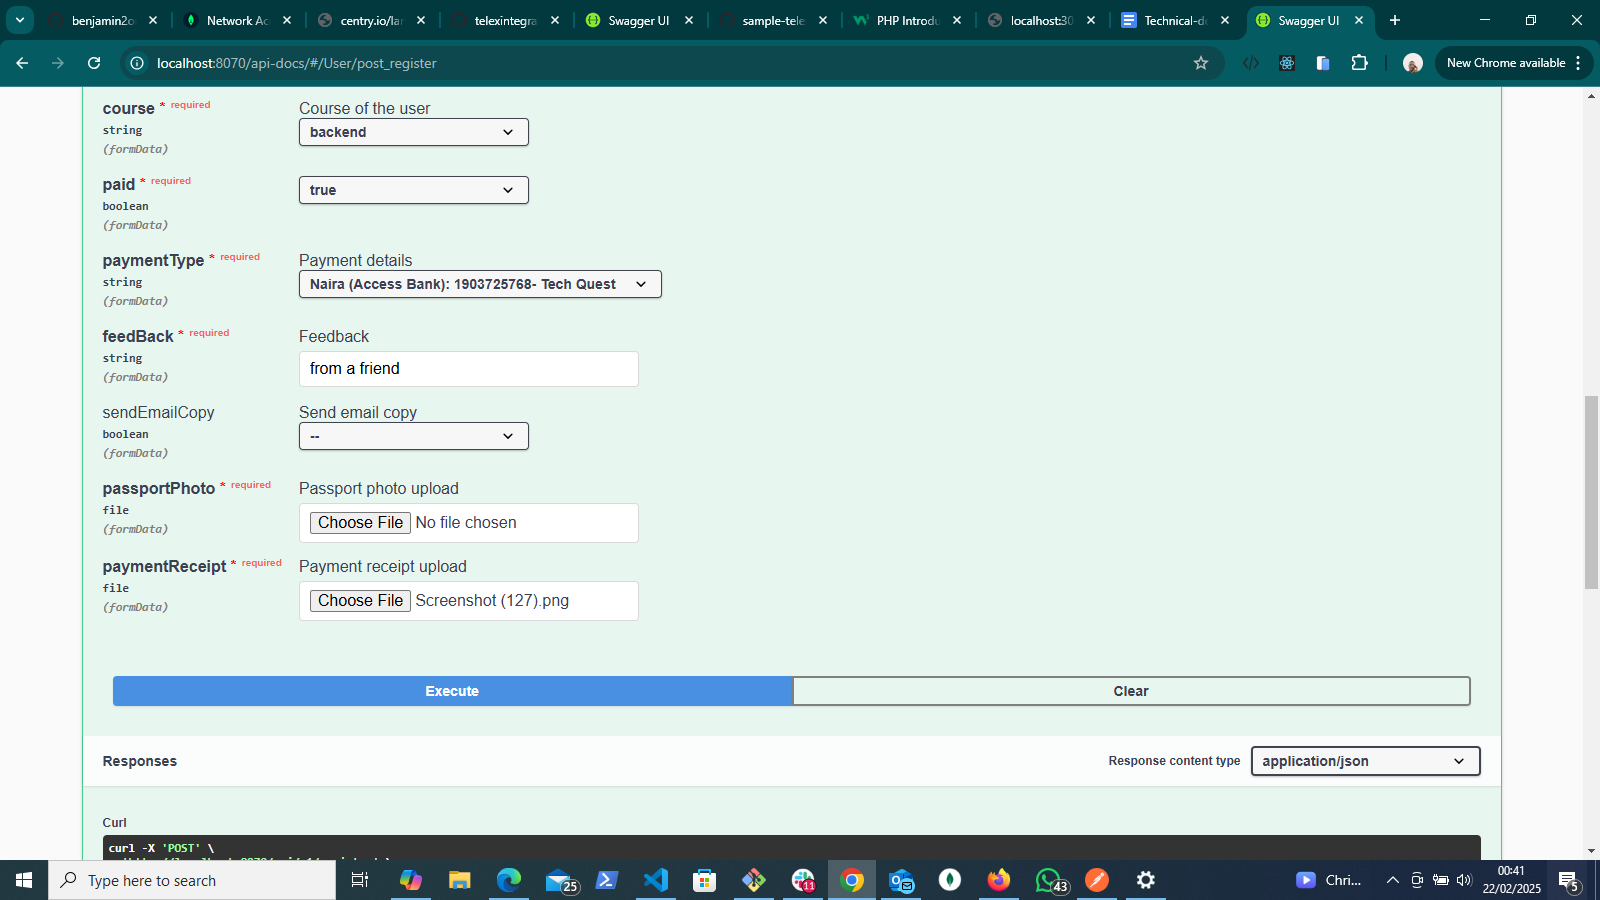 benjamin2o
Network Ac
centry.io/lar
telexintegra
Swagger UI
sample-tele
PHP Introdu
localhost:30
Technical-do
Swagger UI
localhost:8070/api-docs/#/User/post_register
New Chrome available
course * required
string
(formData)
Course of the user
backend
paid * required
boolean
(formData)
true
paymentType * required
string
(formData)
Payment details
Naira (Access Bank): 1903725768- Tech Quest
feedBack * required
string
(formData)
Feedback
from a friend
sendEmailCopy
boolean
(formData)
Send email copy
--
passportPhoto * required
file
(formData)
Passport photo upload
Choose File No file chosen
paymentReceipt * required
file
(formData)
Payment receipt upload
Choose File Screenshot (127).png
Execute
Clear
Responses
Response content type
application/json
Curl
curl -X 'POST' \
Type here to search
25
11
43
Chri...
00:41
22/02/2025
5